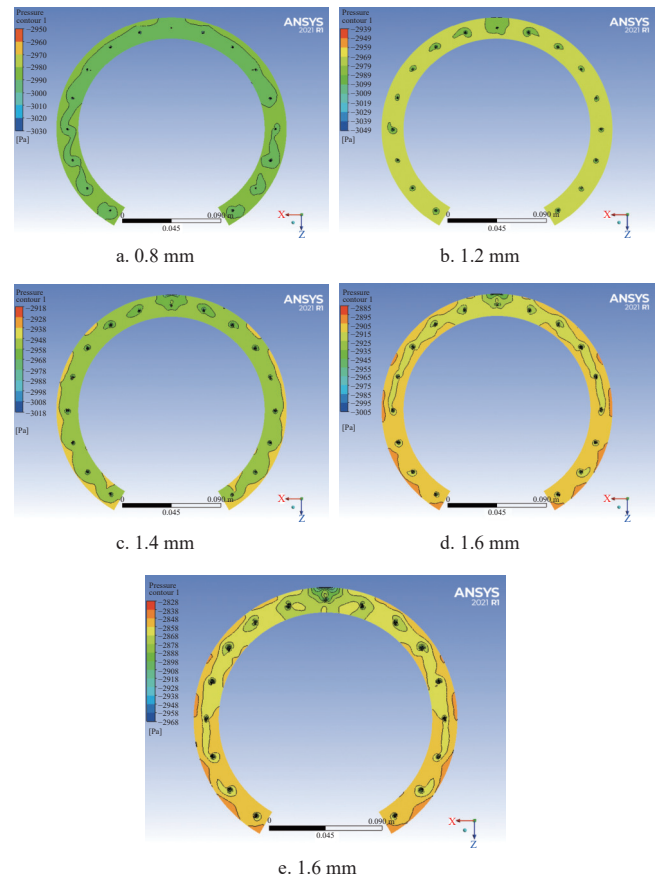 Pressure
contour 1
−2950
−2960
−2970
−2980
−2990
−3000
−3010
−3020
−3030
[Pa]
ANSYS
2021 R1
0
0.090 m
0.045
X
Z
a. 0.8 mm
Pressure
contour 1
−2939
−2949
−2959
−2969
−2979
−2989
−2999
−3009
−3019
−3029
−3039
−3049
[Pa]
ANSYS
2021 R1
0
0.090 m
0.045
X
Z
b. 1.2 mm
Pressure
contour 1
−2918
−2928
−2938
−2948
−2958
−2968
−2978
−2988
−2998
−3008
−3018
[Pa]
ANSYS
2021 R1
0
0.090 m
0.045
X
Z
c. 1.4 mm
Pressure
contour 1
−2885
−2895
−2905
−2915
−2925
−2935
−2945
−2955
−2965
−2975
−2985
−2995
−3005
[Pa]
ANSYS
2021 R1
0
0.090 m
0.045
X
Z
d. 1.6 mm
Pressure
contour 1
−2828
−2838
−2848
−2858
−2868
−2878
−2888
−2898
−2908
−2918
−2928
−2938
−2948
−2958
−2968
[Pa]
ANSYS
2021 R1
0
0.090 m
0.045
X
Z
e. 1.6 mm